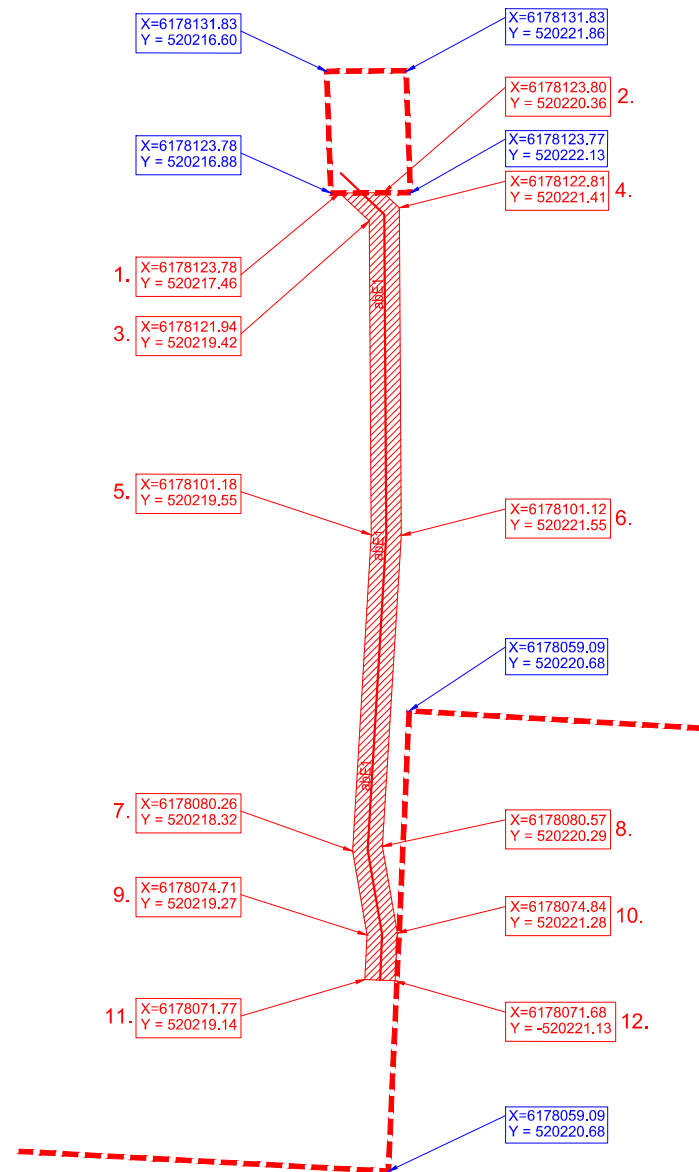 X=6178131.83
Y = 520216.60
X=6178131.83
Y = 520221.86
X=6178123.80
Y = 520220.36
2.
X=6178123.78
Y = 520216.88
X=6178123.77
Y = 520222.13
X=6178122.81
Y = 520221.41
4.
1.
X=6178123.78
Y = 520217.46
3.
X=6178121.94
Y = 520219.42
abE1
5.
X=6178101.18
Y = 520219.55
X=6178101.12
Y = 520221.55
6.
abE1
X=6178059.09
Y = 520220.68
abE1
7.
X=6178080.26
Y = 520218.32
X=6178080.57
Y = 520220.29
8.
9.
X=6178074.71
Y = 520219.27
X=6178074.84
Y = 520221.28
10.
11.
X=6178071.77
Y = 520219.14
X=6178071.68
Y = -520221.13
12.
X=6178059.09
Y = 520220.68